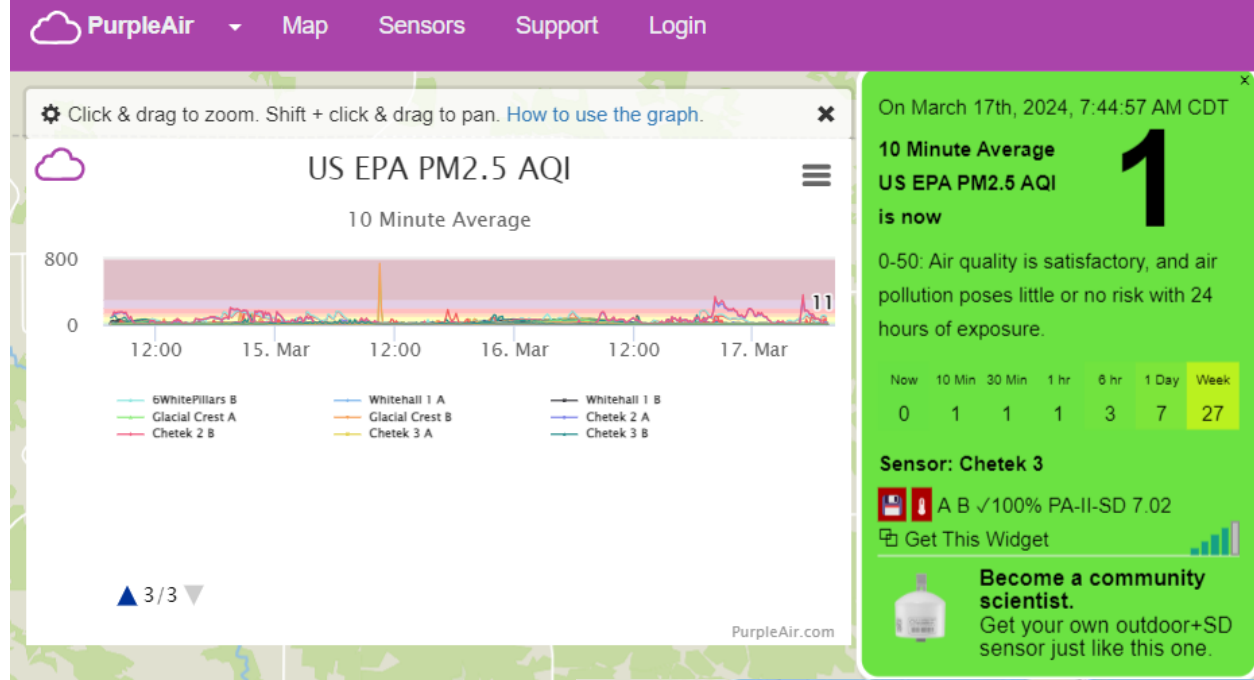 PurpleAir Map Sensors Support Login
Click & drag to zoom. Shift + click & drag to pan. How to use the graph.
US EPA PM2.5 AQI
10 Minute Average
800
0
11
12:00 15. Mar 12:00 16. Mar 12:00 17. Mar
6WhitePillars B Whitehall 1 A Whitehall 1 B
Glacial Crest A Glacial Crest B Chetek 2 A
Chetek 2 B Chetek 3 A Chetek 3 B
3/3
PurpleAir.com
x
On March 17th, 2024, 7:44:57 AM CDT
10 Minute Average
US EPA PM2.5 AQI
is now
1
0-50: Air quality is satisfactory, and air
pollution poses little or no risk with 24
hours of exposure.
Now 10 Min 30 Min 1 hr 6 hr 1 Day Week
0 1 1 1 3 7 27
Sensor: Chetek 3
A B ✓100% PA-II-SD 7.02
Get This Widget
Become a community
scientist.
Get your own outdoor+SD
sensor just like this one.